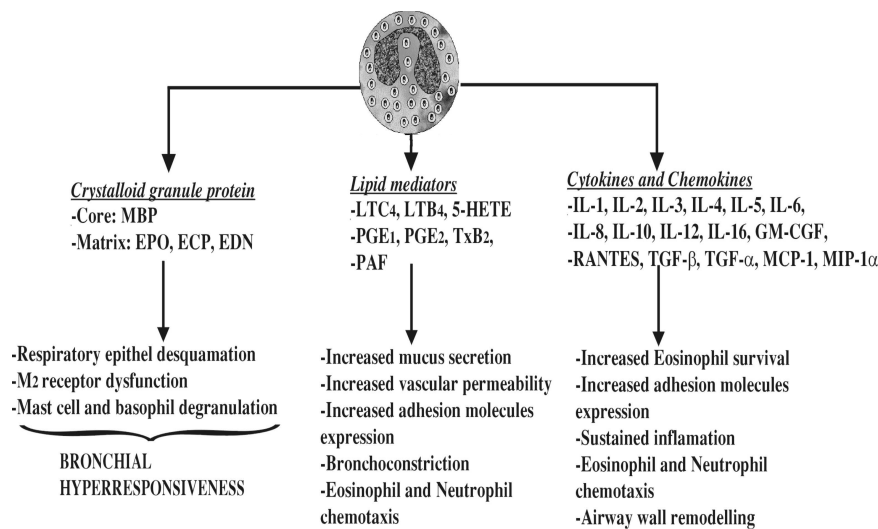 Crystalloid granule protein
-Core: MBP
-Matrix: EPO, ECP, EDN
-Respiratory epithel desquamation
-M2 receptor dysfunction
-Mast cell and basophil degranulation
BRONCHIAL
HYPERRESPONSIVENESS
Lipid mediators
-LTC4, LTB4, 5-HETE
-PGE1, PGE2, TxB2,
-PAF
-Increased mucus secretion
-Increased vascular permeability
-Increased adhesion molecules
expression
-Bronchoconstriction
-Eosinophil and Neutrophil
chemotaxis
Cytokines and Chemokines
-IL-1, IL-2, IL-3, IL-4, IL-5, IL-6,
-IL-8, IL-10, IL-12, IL-16, GM-CGF,
-RANTES, TGF-β, TGF-α, MCP-1, MIP-1α
-Increased Eosinophil survival
-Increased adhesion molecules
expression
-Sustained inflamation
-Eosinophil and Neutrophil
chemotaxis
-Airway wall remodelling